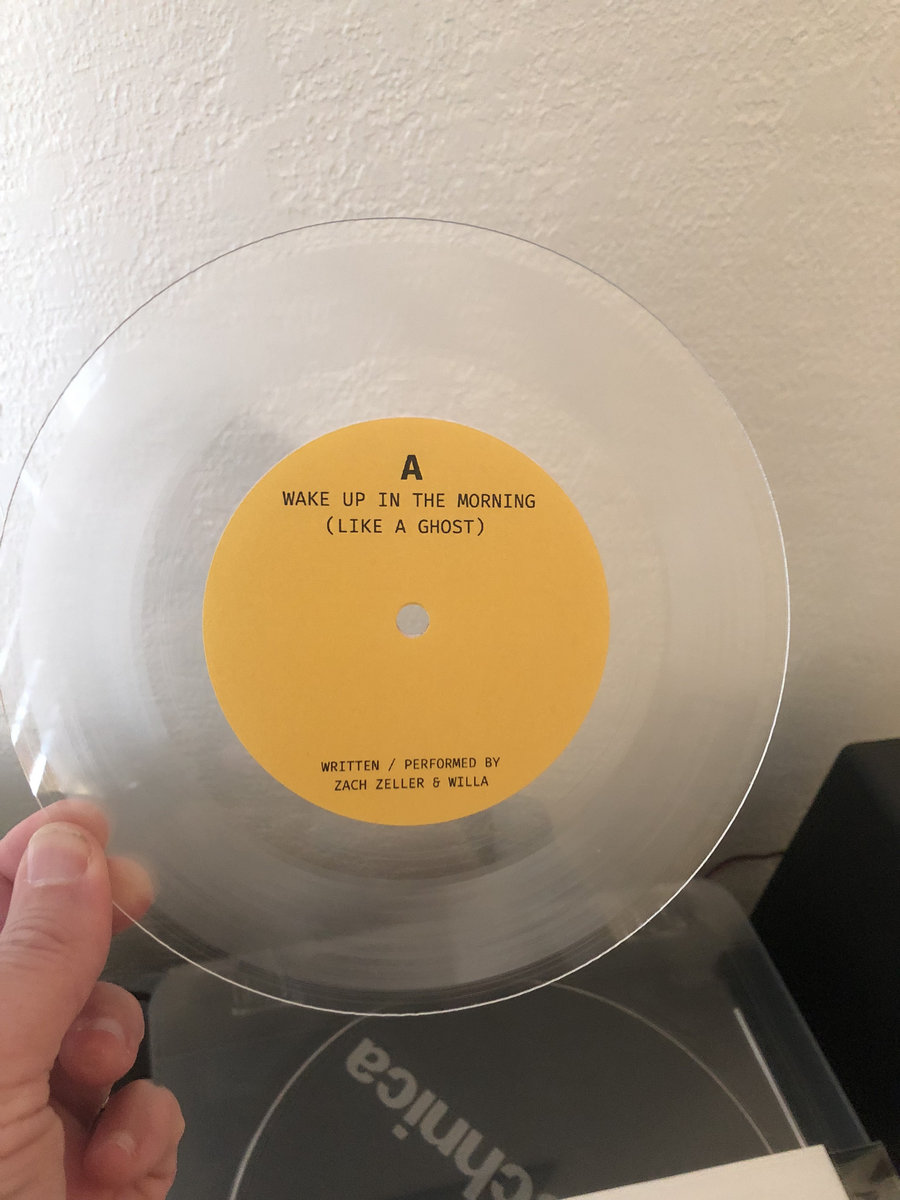 A
WAKE UP IN THE MORNING
(LIKE A GHOST)
WRITTEN / PERFORMED BY
ZACH ZELLER & WILLA
chnica